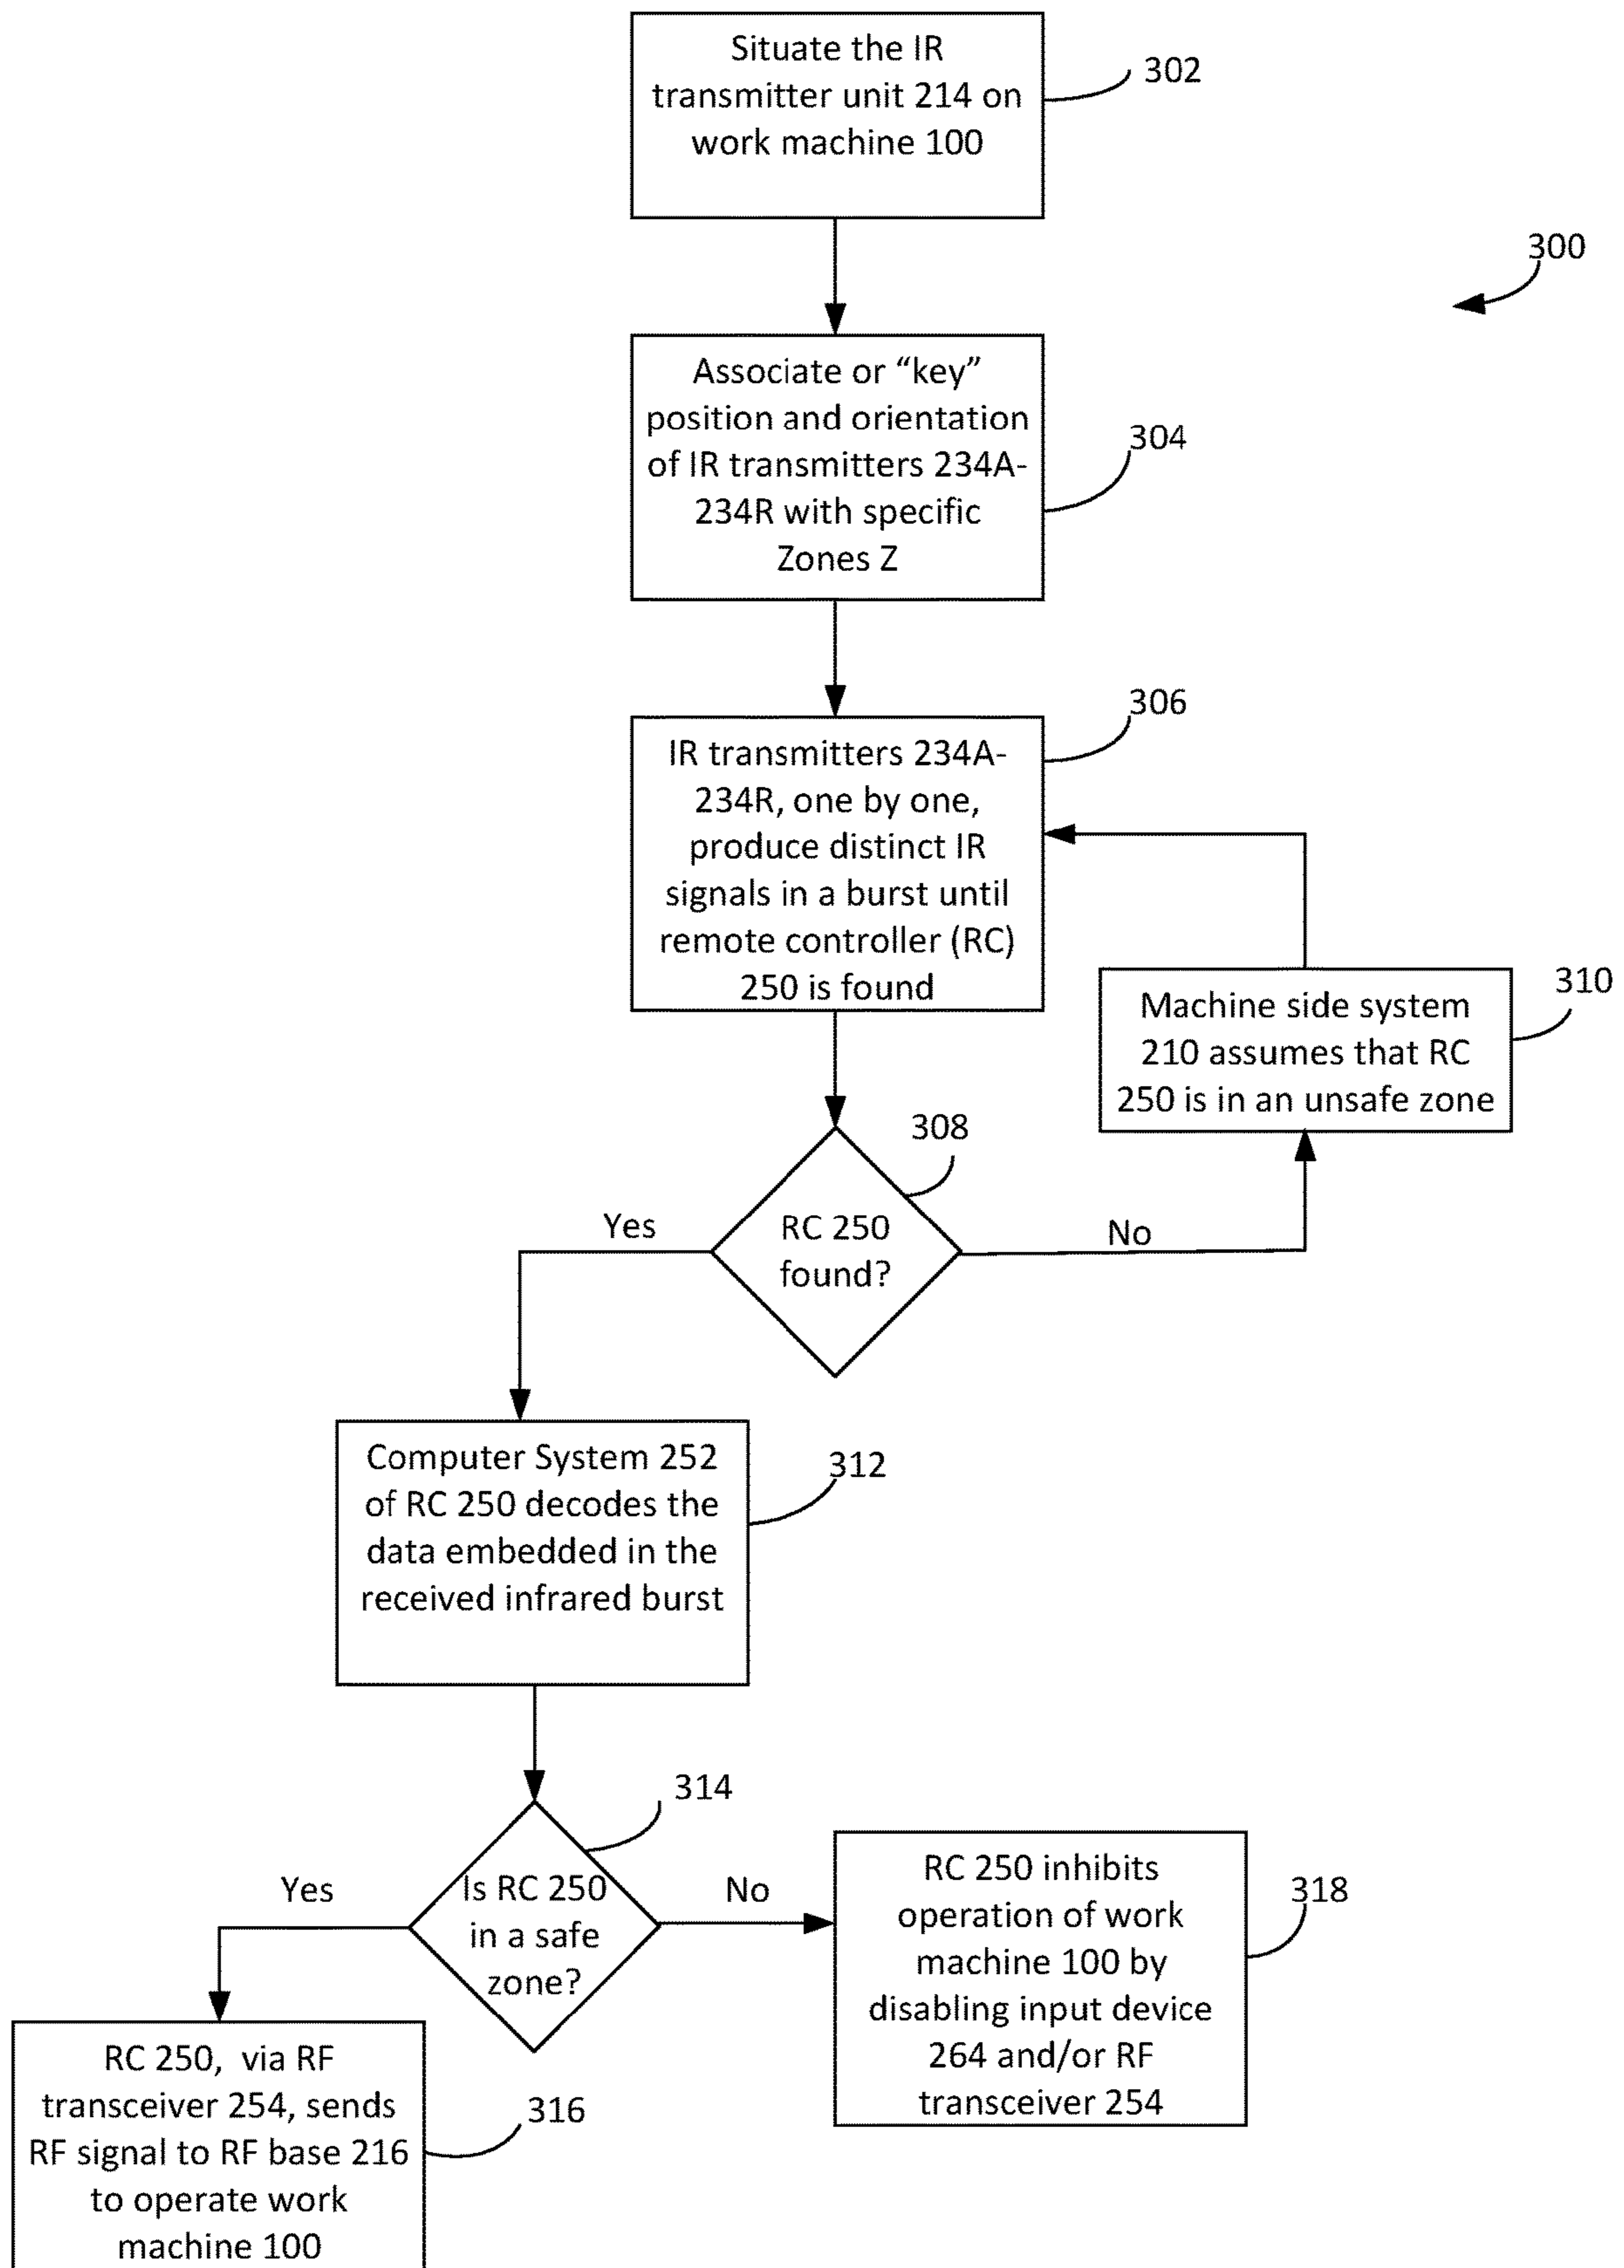 Situate the IR
transmitter unit 214 on
work machine 100
302
300
Associate or “key”
position and orientation
of IR transmitters 234A-
234R with specific
Zones Z
304
306
IR transmitters 234A-
234R, one by one,
produce distinct IR
signals in a burst until
remote controller (RC)
250 is found
310
Machine side system
210 assumes that RC
250 is in an unsafe zone
308
RC 250
found?
Yes
No
Computer System 252
of RC 250 decodes the
data embedded in the
received infrared burst
312
314
Is RC 250
in a safe
zone?
Yes
No
RC 250 inhibits
operation of work
machine 100 by
disabling input device
264 and/or RF
transceiver 254
318
RC 250, via RF
transceiver 254, sends
RF signal to RF base 216
to operate work
machine 100
316